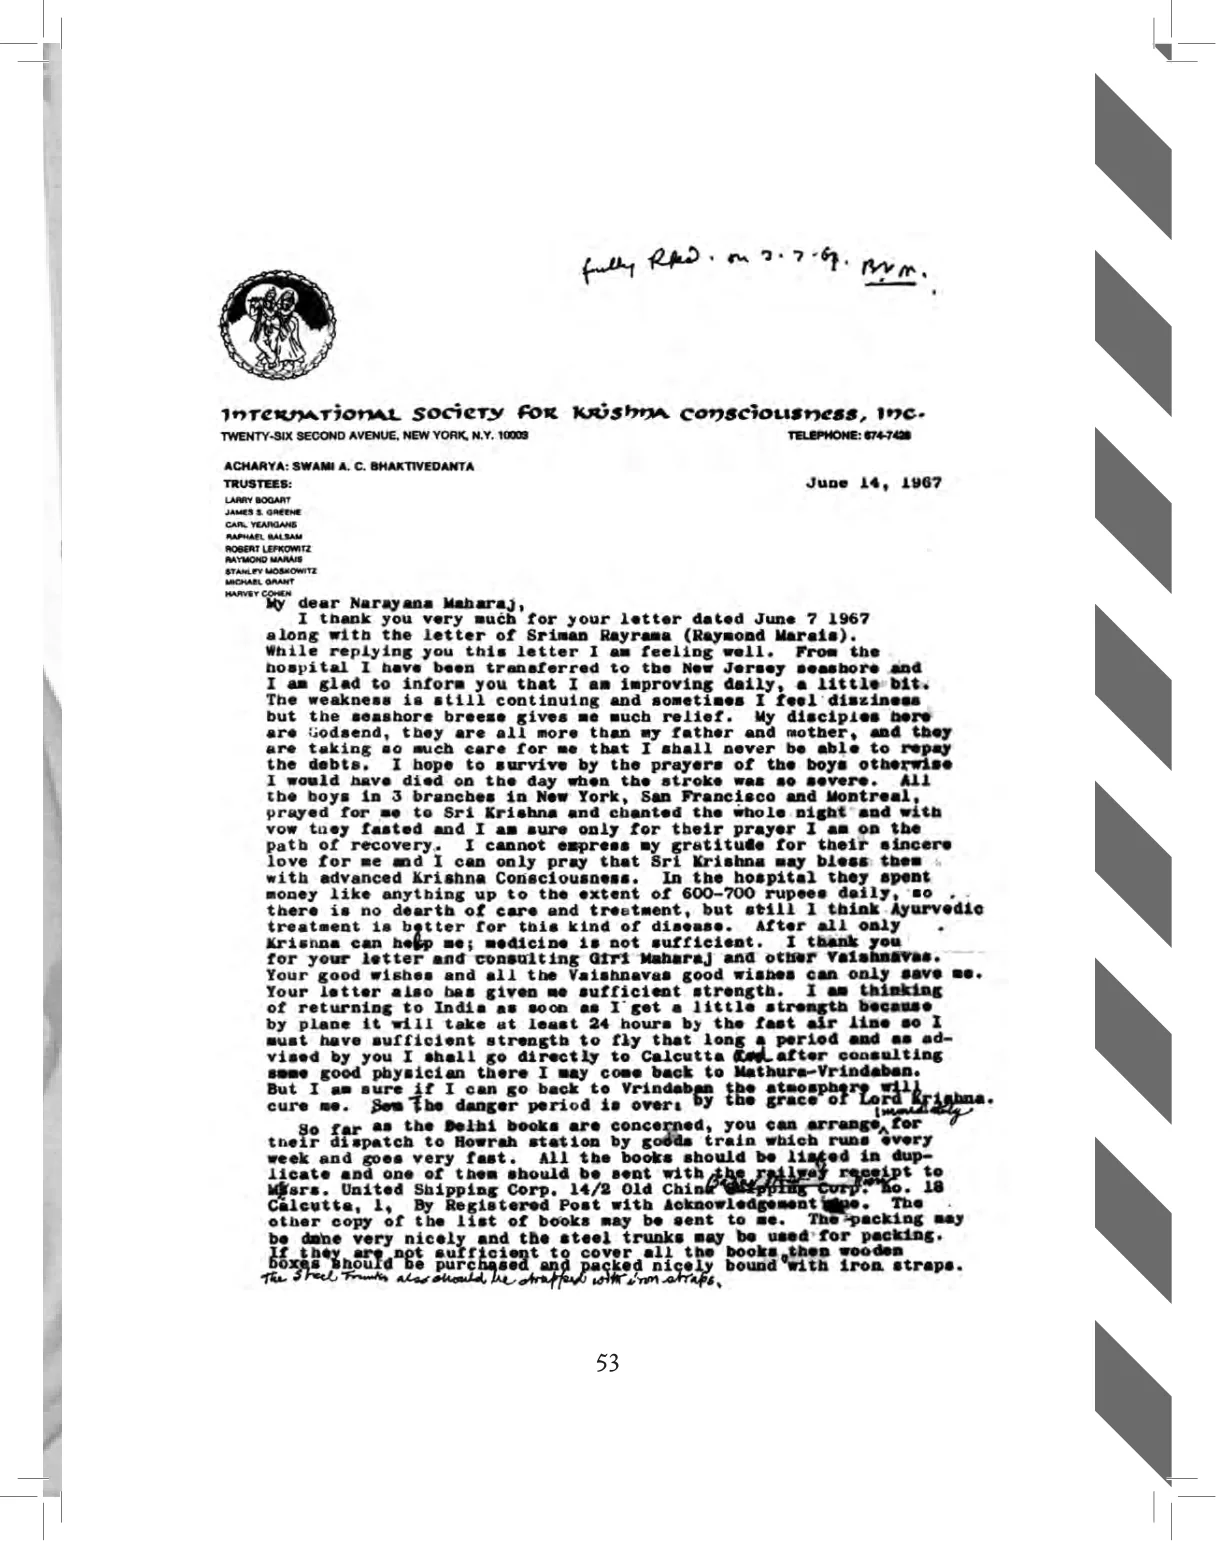 fully Rped. on 3.7.67. BVM.
INTERNATIONAL SOCIETY FOR KRISHNA CONSCIOUSNESS, INC.
TWENTY-SIX SECOND AVENUE, NEW YORK, N.Y. 10003 TELEPHONE: 674-7428
ACHARYA: SWAMI A. C. BHAKTIVEDANTA
TRUSTEES: June 14, 1967
LARRY BOGART
JAMES S. GREENE
CARL YEARGANS
RAPHAEL BALSAM
ROBERT LEFKOWITZ
RAYMOND MARAIS
STANLEY MOSKOWITZ
MICHAEL GRANT
HARVEY COHEN
My dear Narayana Maharaj,
I thank you very much for your letter dated June 7 1967
along with the letter of Sriman Rayrama (Raymond Marais).
While replying you this letter I am feeling well. From the
hospital I have been transferred to the New Jersey seashore and
I am glad to inform you that I am improving daily, a little bit.
The weakness is still continuing and sometimes I feel disziness
but the seashore breese gives me much relief. My disciples here
are Godsend, they are all more than my father and mother, and they
are taking so much care for me that I shall never be able to repay
the debts. I hope to survive by the prayers of the boys otherwise
I would have died on the day when the stroke was so severe. All
the boys in 3 branches in New York, San Francisco and Montreal,
prayed for me to Sri Krishna and chanted the whole night and with
vow they fasted and I am sure only for their prayer I am on the
path of recovery. I cannot express my gratitude for their sincere
love for me and I can only pray that Sri Krishna may bless them
with advanced Krishna Consciousness. In the hospital they spent
money like anything up to the extent of 600-700 rupees daily, so
there is no dearth of care and treatment, but still I think Ayurvedic
treatment is better for this kind of disease. After all only
Krishna can help me; medicine is not sufficient. I thank you
for your letter and consulting Giri Maharaj and other Vaishnavas.
Your good wishes and all the Vaishnavas good wishes can only save me.
Your letter also has given me sufficient strength. I am thinking
of returning to India as soon as I get a little strength because
by plane it will take at least 24 hours by the fast air line so I
must have sufficient strength to fly that long a period and as ad-
vised by you I shall go directly to Calcutta and after consulting
some good physician there I may come back to Mathura-Vrindaban.
But I am sure if I can go back to Vrindaban the atmosphere will
cure me. The danger period is over: by the grace of Lord Krishna.
So far as the Delhi books are concerned, you can arrange immediately for
their dispatch to Howrah station by goods train which runs every
week and goes very fast. All the books should be listed in dup-
licate and one of them should be sent with the railway receipt to
Messrs. United Shipping Corp. 14/2 Old China no. 18
Calcutta, 1, By Registered Post with Acknowledgement The
other copy of the list of books may be sent to me. The packing may
be done very nicely and the steel trunks may be used for packing.
If they are not sufficient to cover all the books, then wooden
boxes should be purchased and packed nicely bound with iron straps.
The Steel Trunks also should be strapped with iron straps.
53